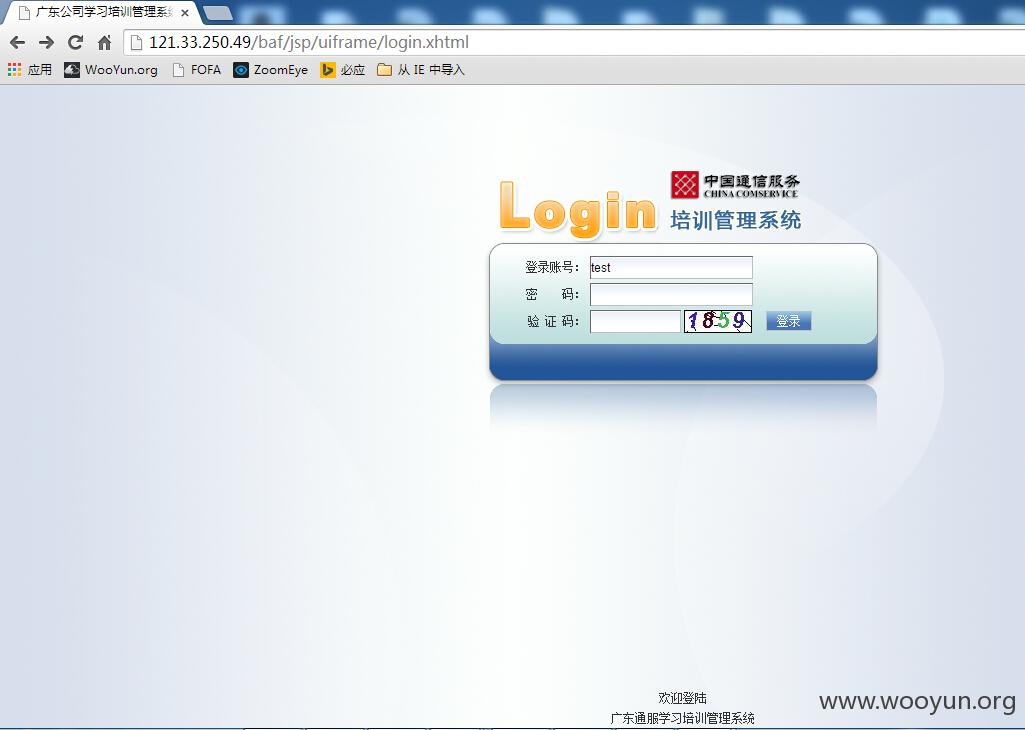 广东公司学习培训管理系统
121.33.250.49/baf/jsp/uiframe/login.xhtml
应用 WooYun.org FOFA ZoomEye 必应 从 IE 中导入
中国通信服务
CHINA COMSERVICE
Login 培训管理系统
登录账号: test
密 码:
验 证 码: 1859 登录
欢迎登陆
广东通服学习培训管理系统
www.wooyun.org